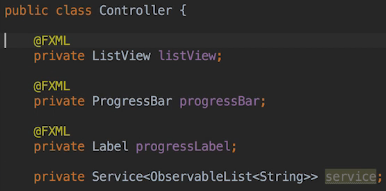 public class Controller {
@FXML
private ListView listView;
@FXML
private ProgressBar progressBar;
@FXML
private Label progressLabel;
private Service<ObservableList<String>> service;